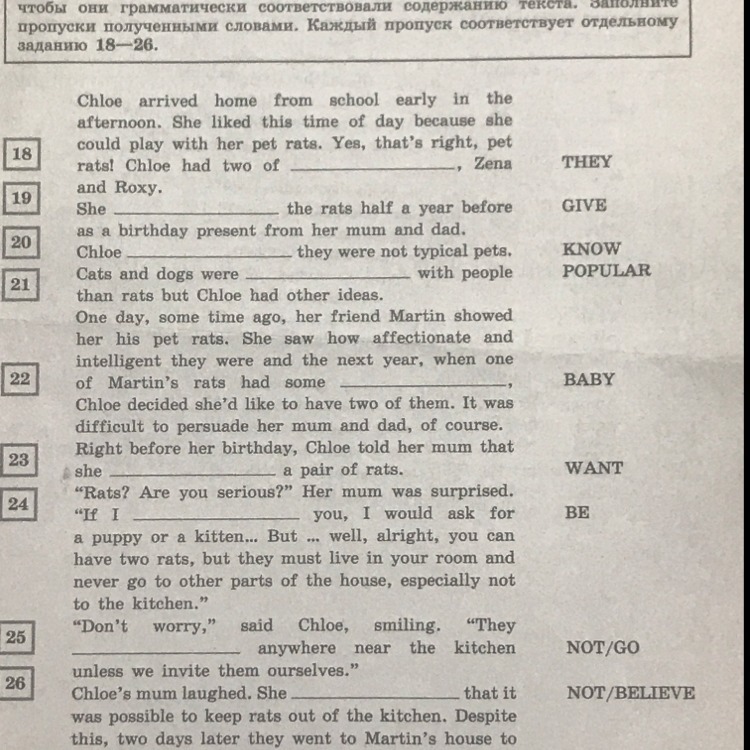 чтобы они грамматически соответствовали содержанию текста. Заполните
пропуски полученными словами. Каждый пропуск соответствует отдельному
заданию 18—26.
Chloe arrived home from school early in the
afternoon. She liked this time of day because she
could play with her pet rats. Yes, that's right, pet
18 rats! Chloe had two of ____________, Zena THEY
and Roxy.
19 She ____________ the rats half a year before GIVE
as a birthday present from her mum and dad.
20 Chloe ____________ they were not typical pets. KNOW
21 Cats and dogs were ____________ with people POPULAR
than rats but Chloe had other ideas.
One day, some time ago, her friend Martin showed
her his pet rats. She saw how affectionate and
intelligent they were and the next year, when one
22 of Martin's rats had some ____________, BABY
Chloe decided she'd like to have two of them. It was
difficult to persuade her mum and dad, of course.
Right before her birthday, Chloe told her mum that
23 she ____________ a pair of rats. WANT
"Rats? Are you serious?" Her mum was surprised.
24 "If I ____________ you, I would ask for BE
a puppy or a kitten... But ... well, alright, you can
have two rats, but they must live in your room and
never go to other parts of the house, especially not
to the kitchen."
"Don't worry," said Chloe, smiling. "They
25 ____________ anywhere near the kitchen NOT/GO
unless we invite them ourselves."
26 Chloe's mum laughed. She ____________ that it NOT/BELIEVE
was possible to keep rats out of the kitchen. Despite
this, two days later they went to Martin's house to